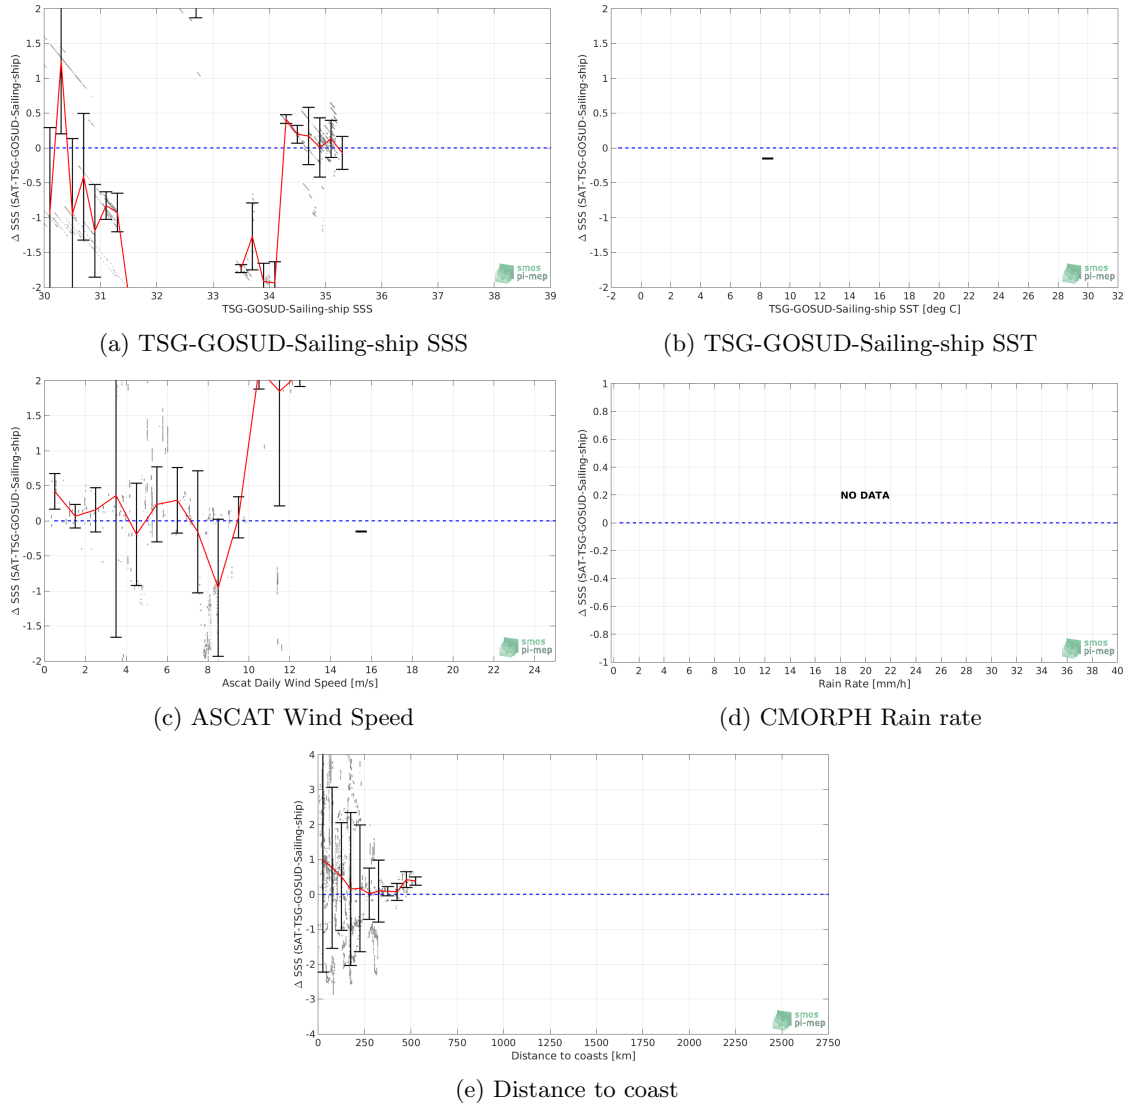 2
1.5
1
0.5
0
-0.5
-1
-1.5
-2
Δ SSS (SAT-TSG-GOSUD-Sailing-ship)
30 31 32 33 34 35 36 37 38 39
TSG-GOSUD-Sailing-ship SSS
smos
pi-mep
(a) TSG-GOSUD-Sailing-ship SSS
2
1.5
1
0.5
0
-0.5
-1
-1.5
-2
Δ SSS (SAT-TSG-GOSUD-Sailing-ship)
-2 0 2 4 6 8 10 12 14 16 18 20 22 24 26 28 30 32
TSG-GOSUD-Sailing-ship SST [deg C]
smos
pi-mep
(b) TSG-GOSUD-Sailing-ship SST
2
1.5
1
0.5
0
-0.5
-1
-1.5
-2
Δ SSS (SAT-TSG-GOSUD-Sailing-ship)
0 2 4 6 8 10 12 14 16 18 20 22 24
Ascat Daily Wind Speed [m/s]
smos
pi-mep
(c) ASCAT Wind Speed
1
0.8
0.6
0.4
0.2
0
-0.2
-0.4
-0.6
-0.8
-1
Δ SSS (SAT-TSG-GOSUD-Sailing-ship)
NO DATA
0 2 4 6 8 10 12 14 16 18 20 22 24 26 28 30 32 34 36 38 40
Rain Rate [mm/h]
smos
pi-mep
(d) CMORPH Rain rate
4
3
2
1
0
-1
-2
-3
-4
Δ SSS (SAT-TSG-GOSUD-Sailing-ship)
0 250 500 750 1000 1250 1500 1750 2000 2250 2500 2750
Distance to coasts [km]
smos
pi-mep
(e) Distance to coast